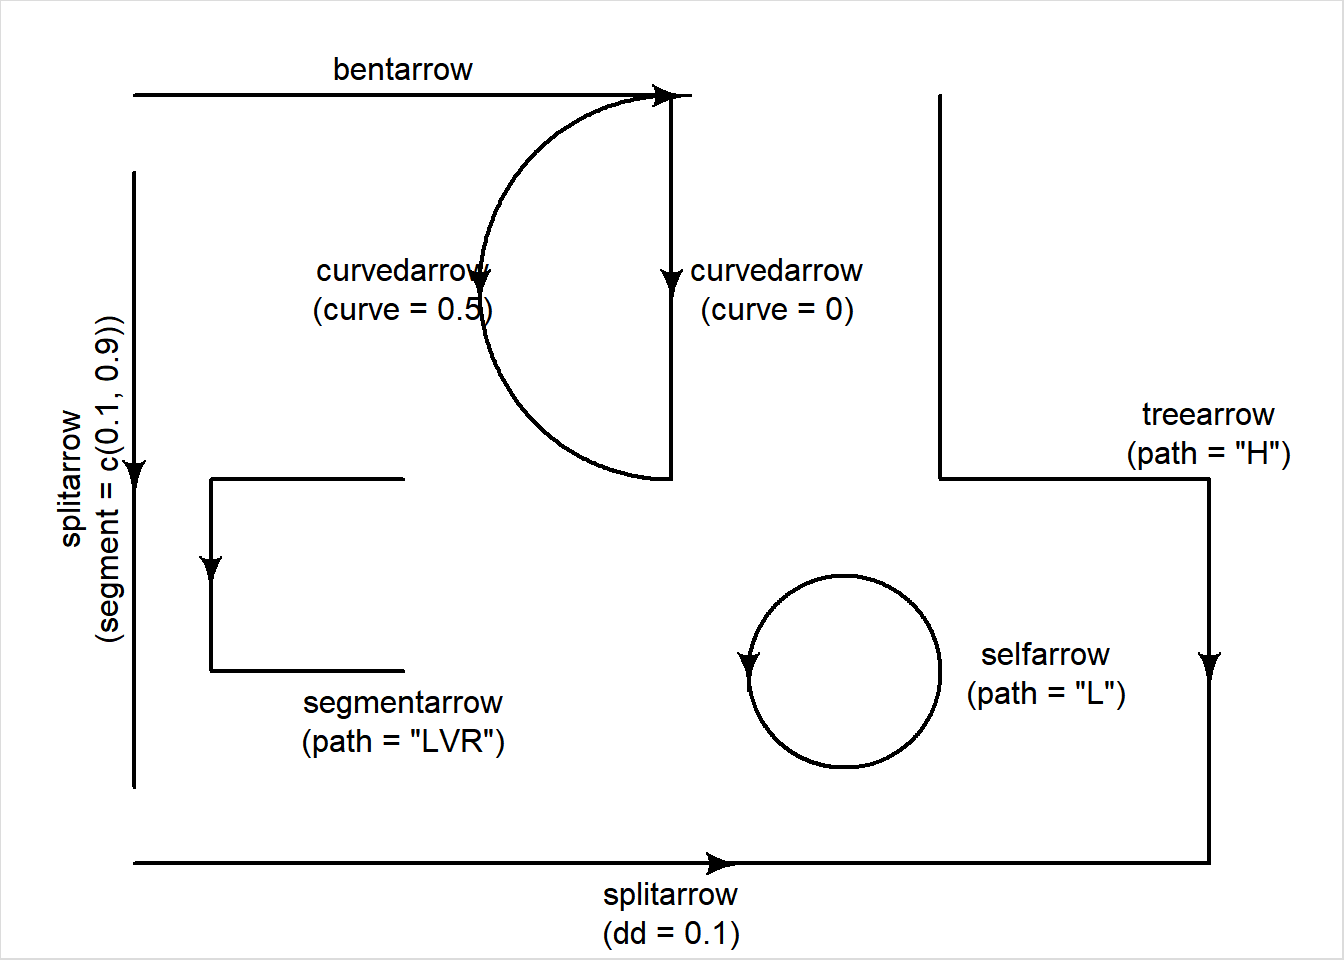 bentarrow
curvedarrow
(curve = 0.5)
curvedarrow
(curve = 0)
splitarrow
(segment = c(0.1, 0.9))
treearrow
(path = "H")
selfarrow
(path = "L")
segmentarrow
(path = "LVR")
splitarrow
(dd = 0.1)